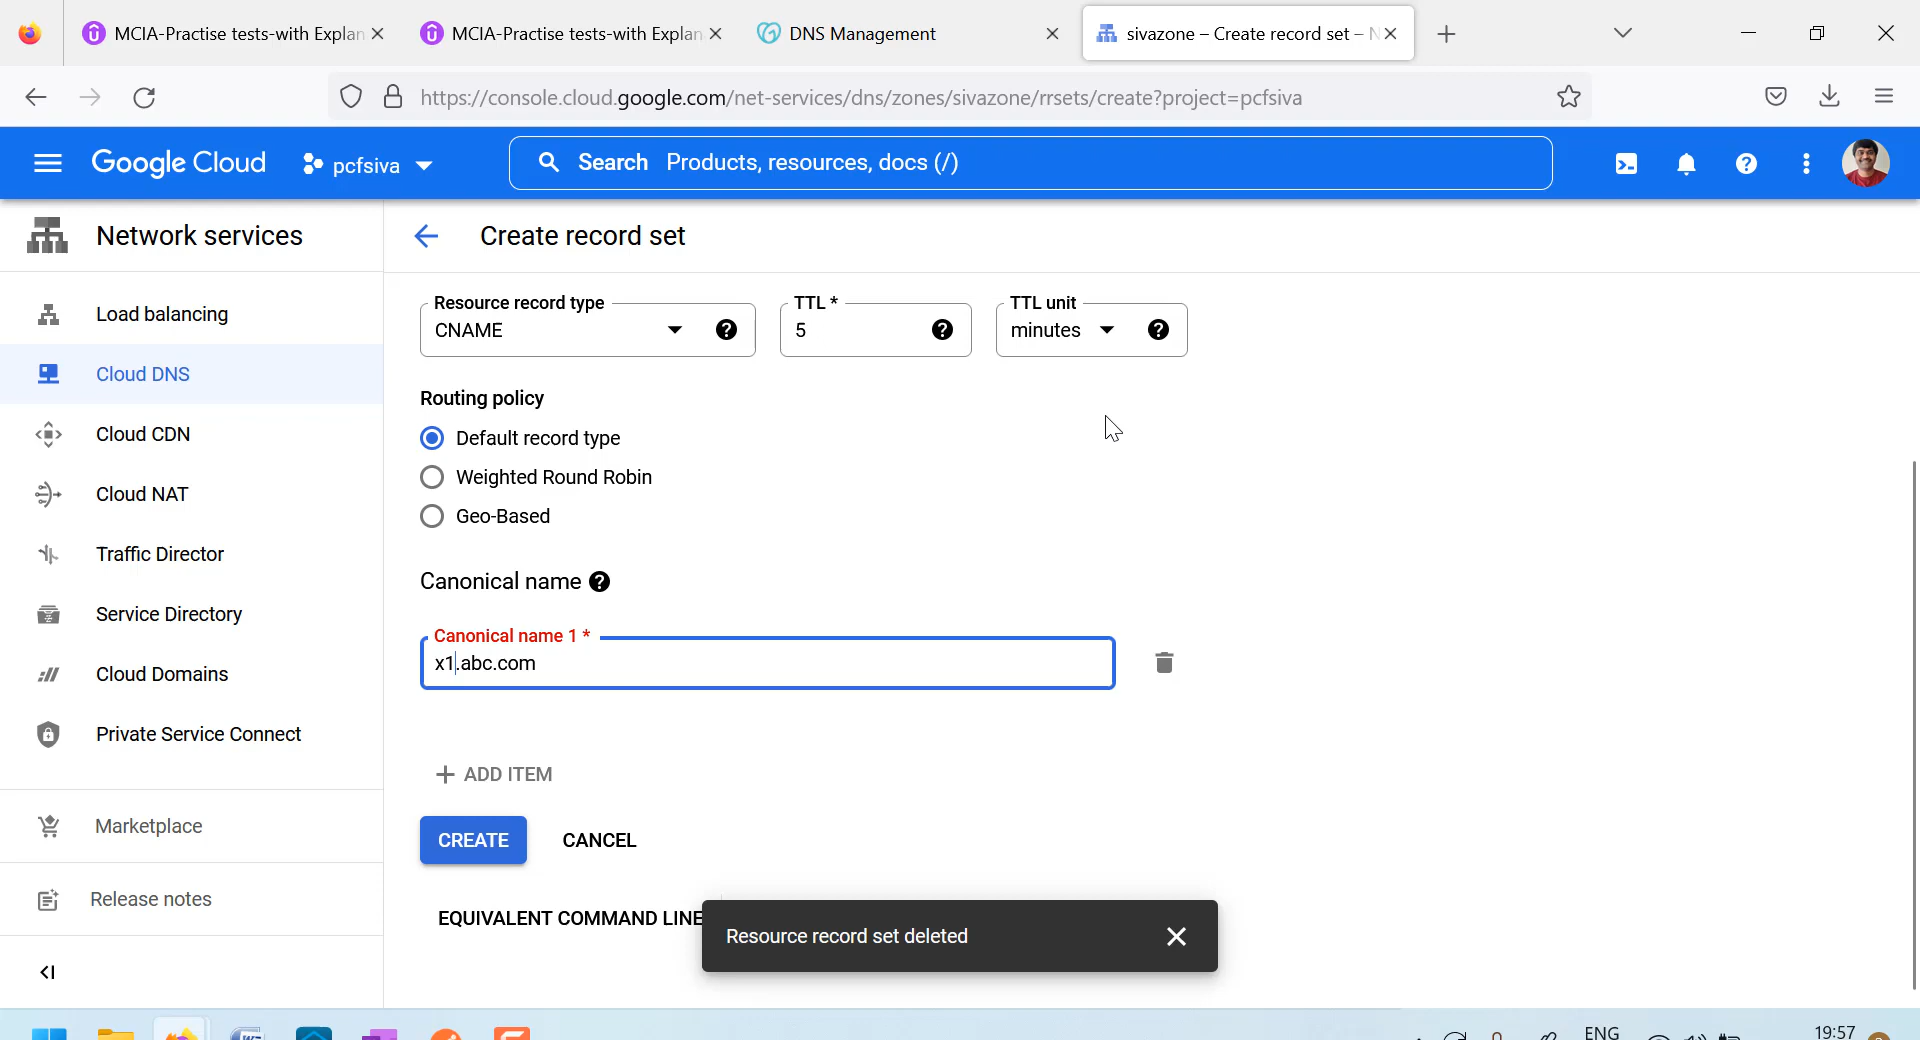 MCIA-Practise tests-with Explan
MCIA-Practise tests-with Explan
DNS Management
sivazone – Create record set –
https://console.cloud.google.com/net-services/dns/zones/sivazone/rrsets/create?project=pcfsiva
Google Cloud
pcfsiva
Search Products, resources, docs (/)
Network services
Create record set
Load balancing
Cloud DNS
Cloud CDN
Cloud NAT
Traffic Director
Service Directory
Cloud Domains
Private Service Connect
Marketplace
Release notes
Resource record type
CNAME
TTL *
5
TTL unit
minutes
Routing policy
Default record type
Weighted Round Robin
Geo-Based
Canonical name
Canonical name 1 *
x1.abc.com
ADD ITEM
CREATE
CANCEL
EQUIVALENT COMMAND LINE
Resource record set deleted
ENG
19:57